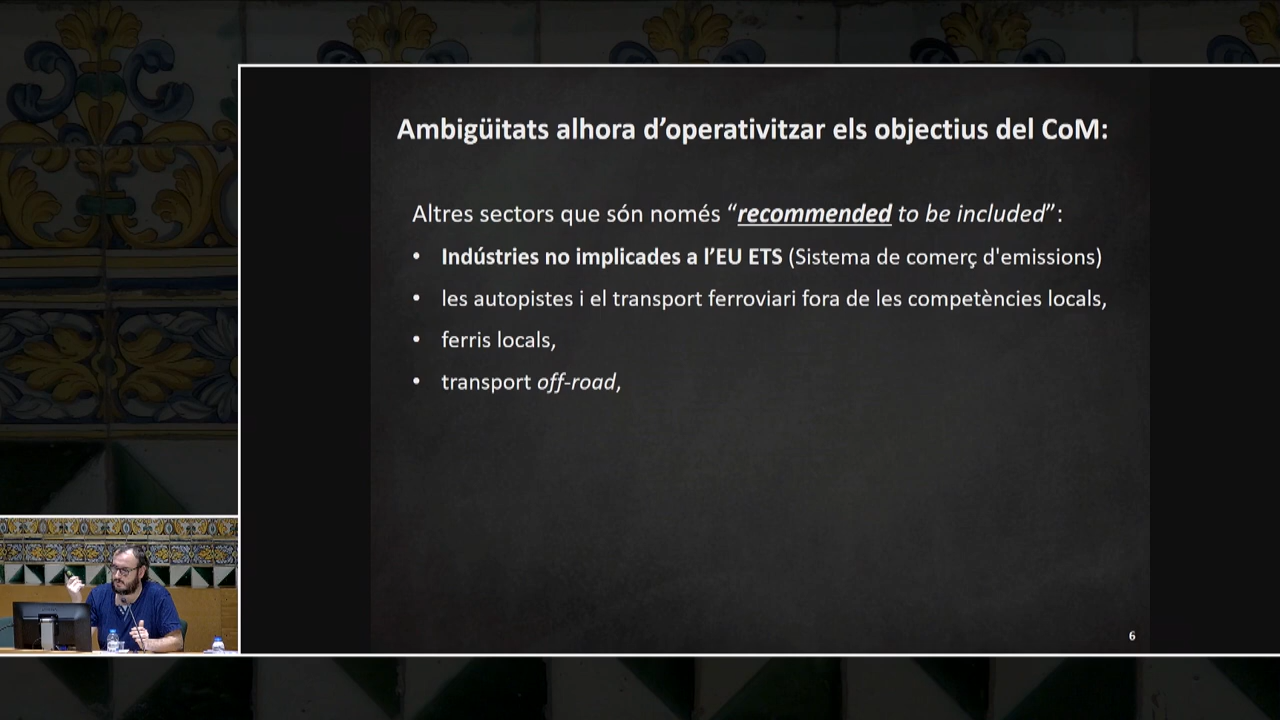 Ambigüitats alhora d’operativitzar els objectius del CoM:
Altres sectors que són només “recommended to be included”:
• Indústries no implicades a l’EU ETS (Sistema de comerç d'emissions)
• les autopistes i el transport ferroviari fora de les competències locals,
• ferris locals,
• transport off-road,
6